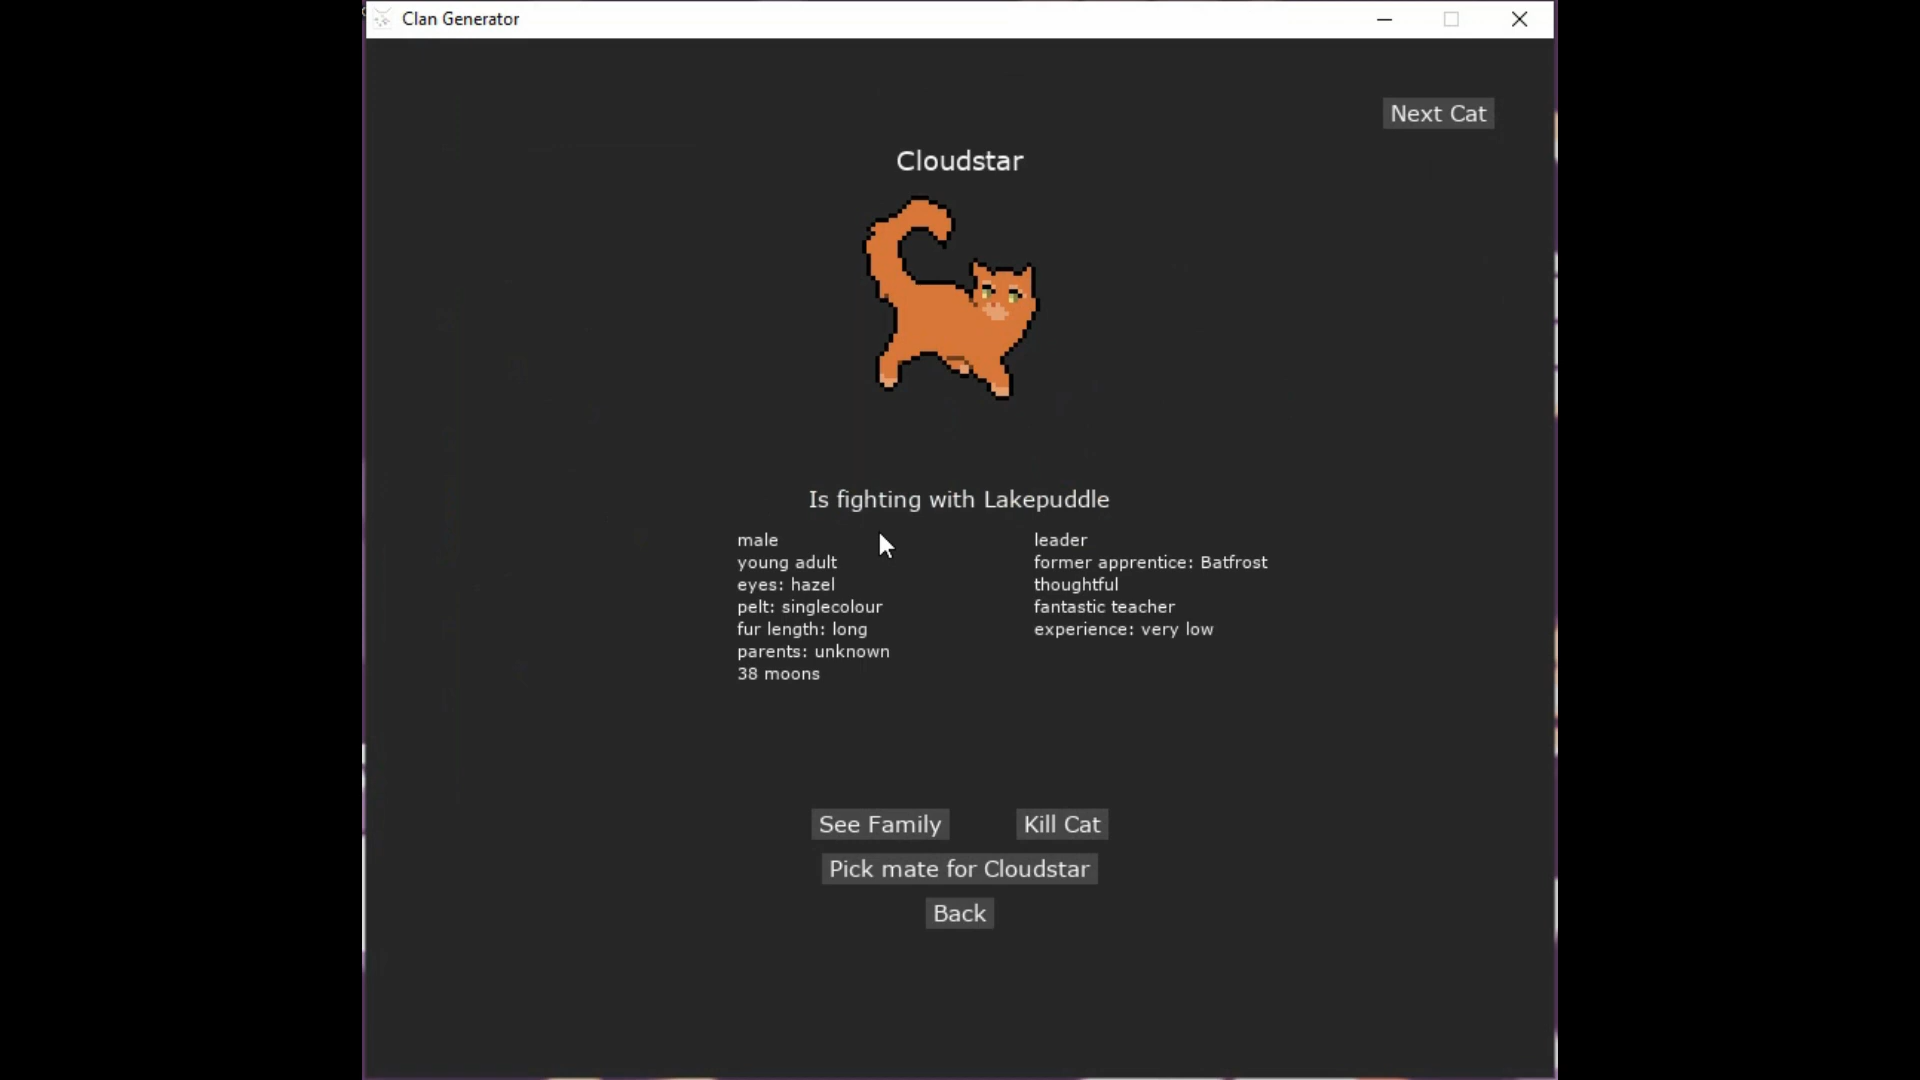 Clan Generator
Next Cat
Cloudstar
Is fighting with Lakepuddle
male
young adult
eyes: hazel
pelt: singlecolour
fur length: long
parents: unknown
38 moons
leader
former apprentice: Batfrost
thoughtful
fantastic teacher
experience: very low
See Family
Kill Cat
Pick mate for Cloudstar
Back